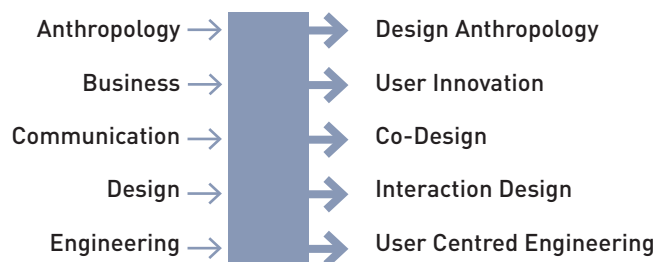 Anthropology Design Anthropology
Business User Innovation
Communication Co-Design
Design Interaction Design
Engineering User Centred Engineering